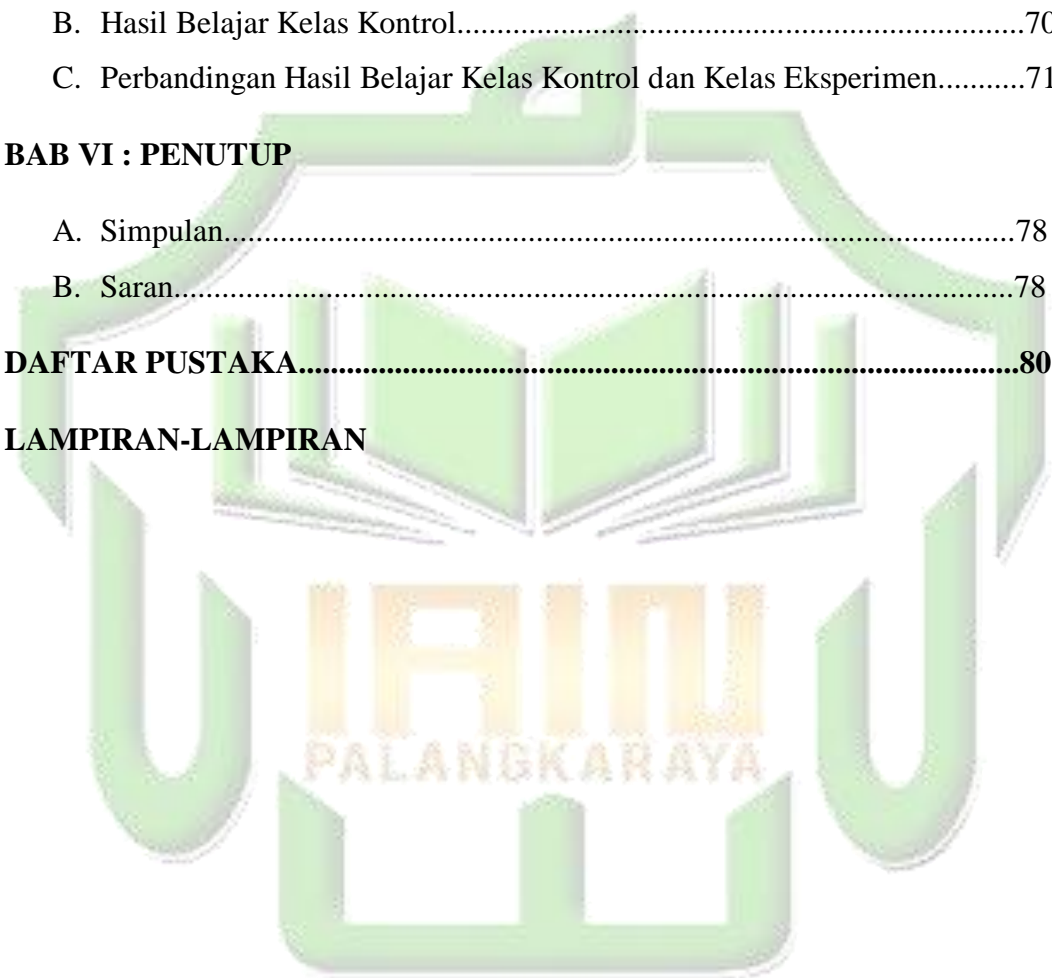 B. Hasil Belajar Kelas Kontrol........................................................................70
C. Perbandingan Hasil Belajar Kelas Kontrol dan Kelas Eksperimen...........71
BAB VI : PENUTUP
A. Simpulan....................................................................................................78
B. Saran..........................................................................................................78
DAFTAR PUSTAKA............................................................................................80
LAMPIRAN-LAMPIRAN
IAIN
PALANGKARAYA